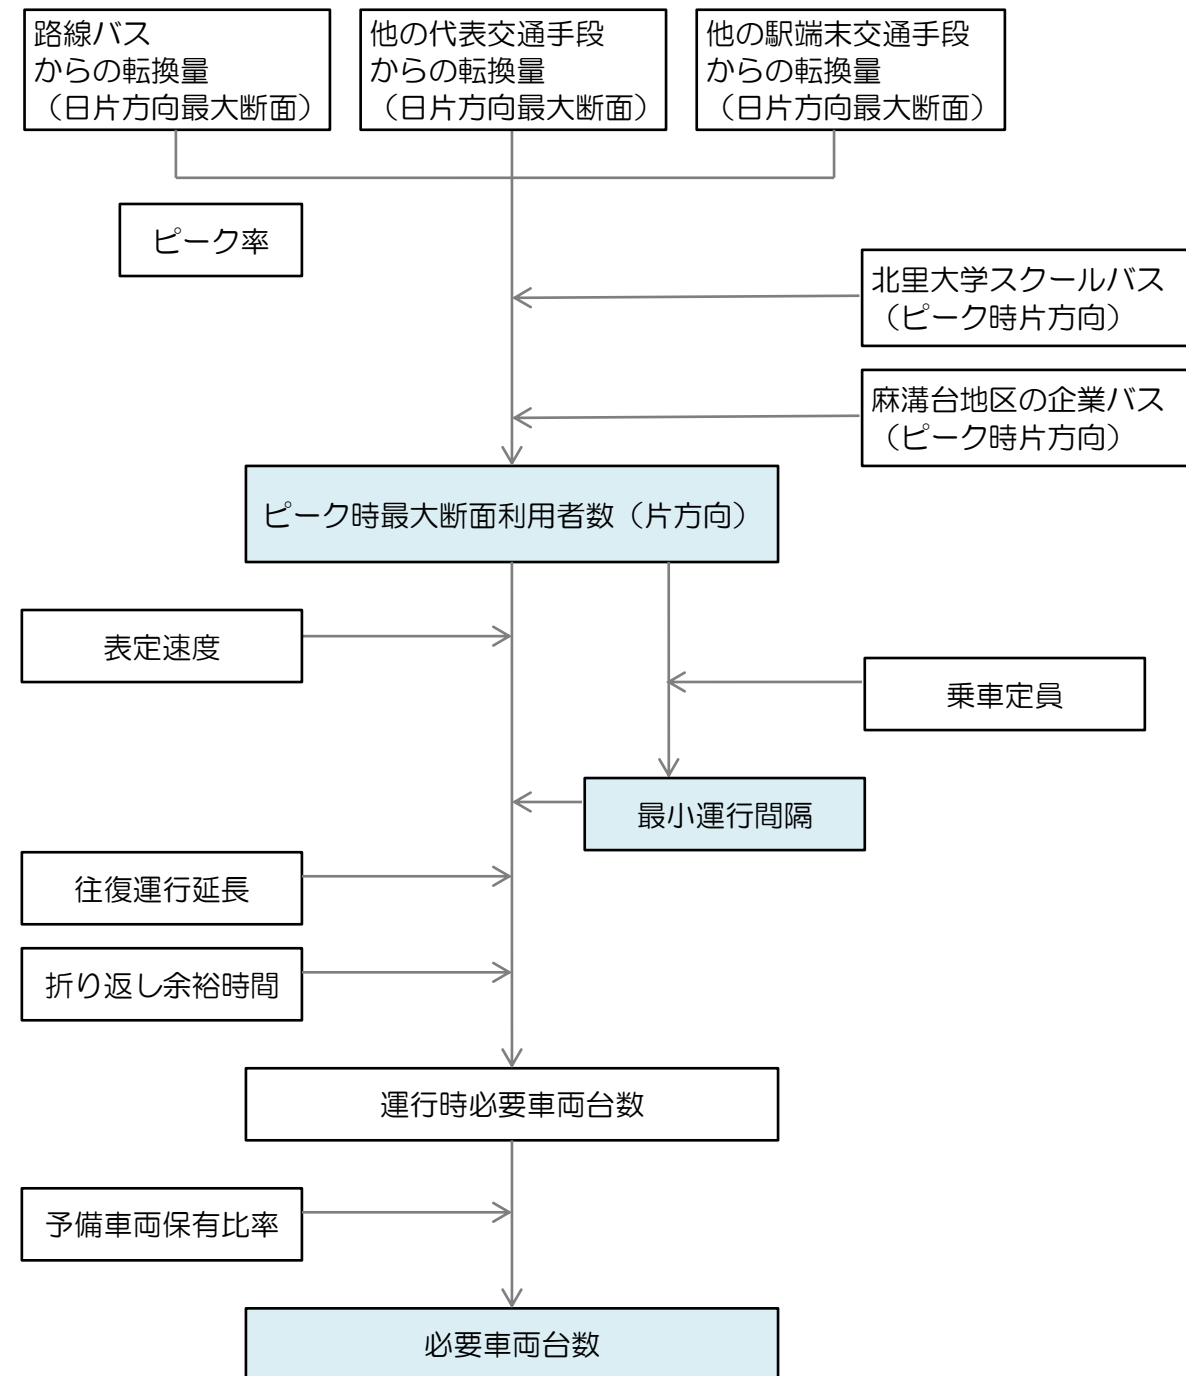 路線バス
からの転換量
（日片方向最大断面）
他の代表交通手段
からの転換量
（日片方向最大断面）
他の駅端末交通手段
からの転換量
（日片方向最大断面）
ピーク率
北里大学スクールバス
（ピーク時片方向）
麻溝台地区の企業バス
（ピーク時片方向）
ピーク時最大断面利用者数（片方向）
表定速度
乗車定員
最小運行間隔
往復運行延長
折り返し余裕時間
運行時必要車両台数
予備車両保有比率
必要車両台数